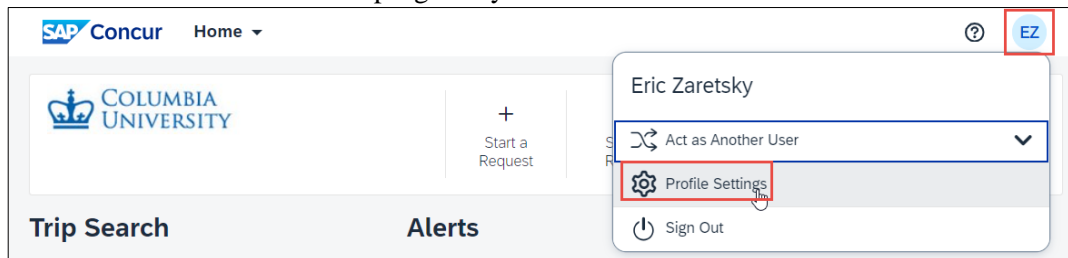 SAP Concur Home
EZ
COLUMBIA
UNIVERSITY
+
Start a
Request
S
R
Eric Zaretsky
Act as Another User
Profile Settings
Sign Out
Trip Search
Alerts